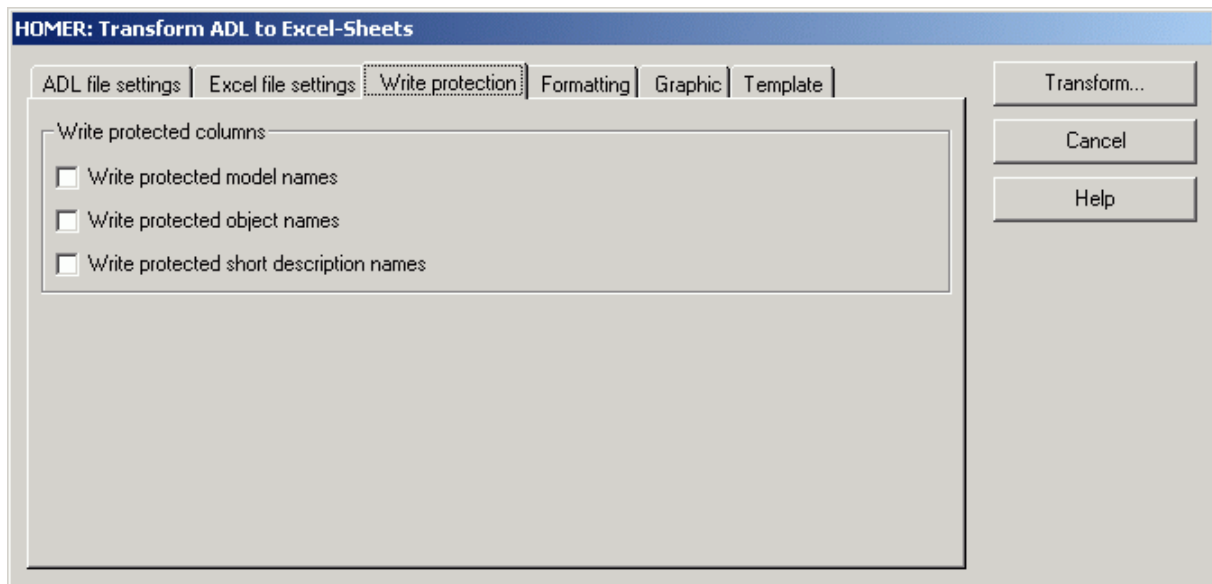 HOMER: Transform ADL to Excel-Sheets
ADL file settings Excel file settings Write protection Formatting Graphic Template
Transform...
Write protected columns
Cancel
Write protected model names
Help
Write protected object names
Write protected short description names